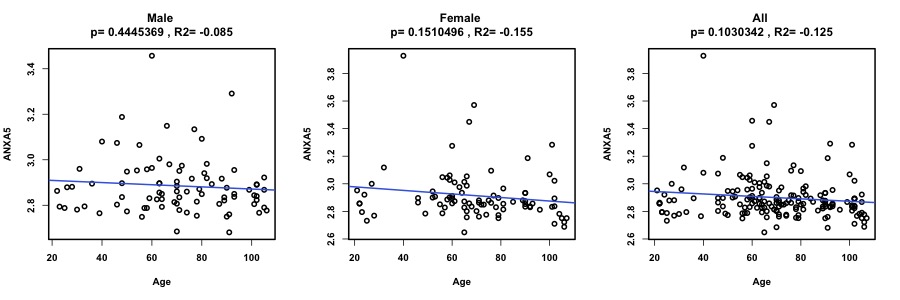 Male
p= 0.4445369 , R2= -0.085
ANXA5
3.4
3.2
3.0
2.8
20 40 60 80 100
Age
Female
p= 0.1510496 , R2= -0.155
ANXA5
3.8
3.6
3.4
3.2
3.0
2.8
2.6
20 40 60 80 100
Age
All
p= 0.1030342 , R2= -0.125
ANXA5
3.8
3.6
3.4
3.2
3.0
2.8
2.6
20 40 60 80 100
Age